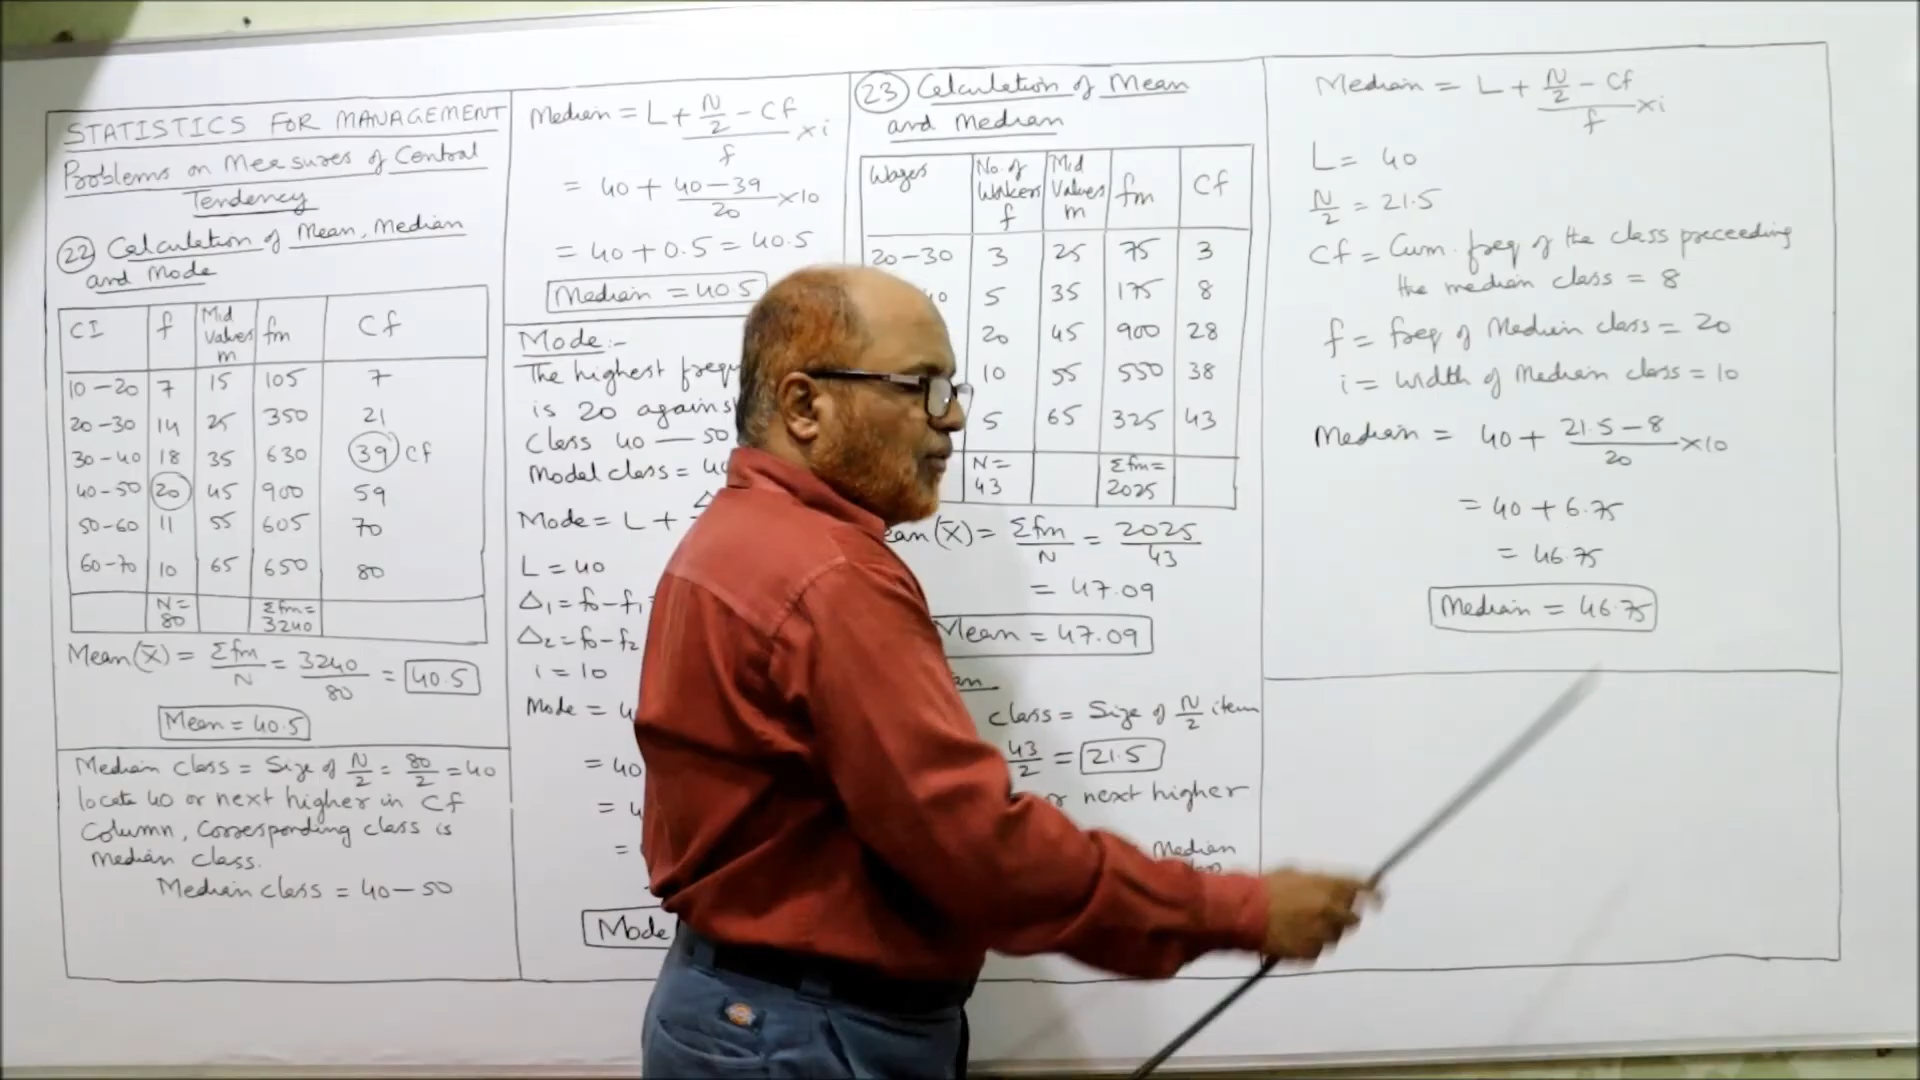 STATISTICS FOR MANAGEMENT
Problems on Measures of Central
Tendency
22 Calculation of Mean, Median
and Mode
CI f Mid Values m fm Cf
10-20 7 15 105 7
20-30 14 25 350 21
30-40 18 35 630 39 Cf
40-50 20 45 900 59
50-60 11 55 605 70
60-70 10 65 650 80
N = 80 Σfm = 3240
Mean (x̄) = Σfm/N = 3240/80 = 40.5
Mean = 40.5
Median class = Size of N/2 = 80/2 = 40
locate 40 or next higher in Cf
Column, Corresponding class is
median class.
Median class = 40-50
Median = L + (N/2 - Cf)/f × i
= 40 + (40-39)/20 × 10
= 40 + 0.5 = 40.5
Median = 40.5
Mode:-
The highest
is 20
Class 40 - 50
Model class =
Mode = L +
L = 40
Δ1 = f0-f1
Δ2 = f0-f2
i = 10
Mode =
= 40
Mode
23 Calculation of Mean
and Median
Wages No. of Workers f Mid Values m fm Cf
20-30 3 25 75 3
5 35 175 8
20 45 900 28
10 55 550 38
5 65 325 43
N = 43 Σfm = 2025
(x̄) = Σfm/N = 2025/43
= 47.09
Mean = 47.09
class = Size of N/2 item
43/2 = 21.5
or next higher
Median
Median = L + (N/2 - Cf)/f × i
L = 40
N/2 = 21.5
Cf = Cum. freq of the class preceeding
the median class = 8
f = freq of Median class = 20
i = width of Median class = 10
Median = 40 + (21.5-8)/20 × 10
= 40 + 6.75
= 46.75
Median = 46.75